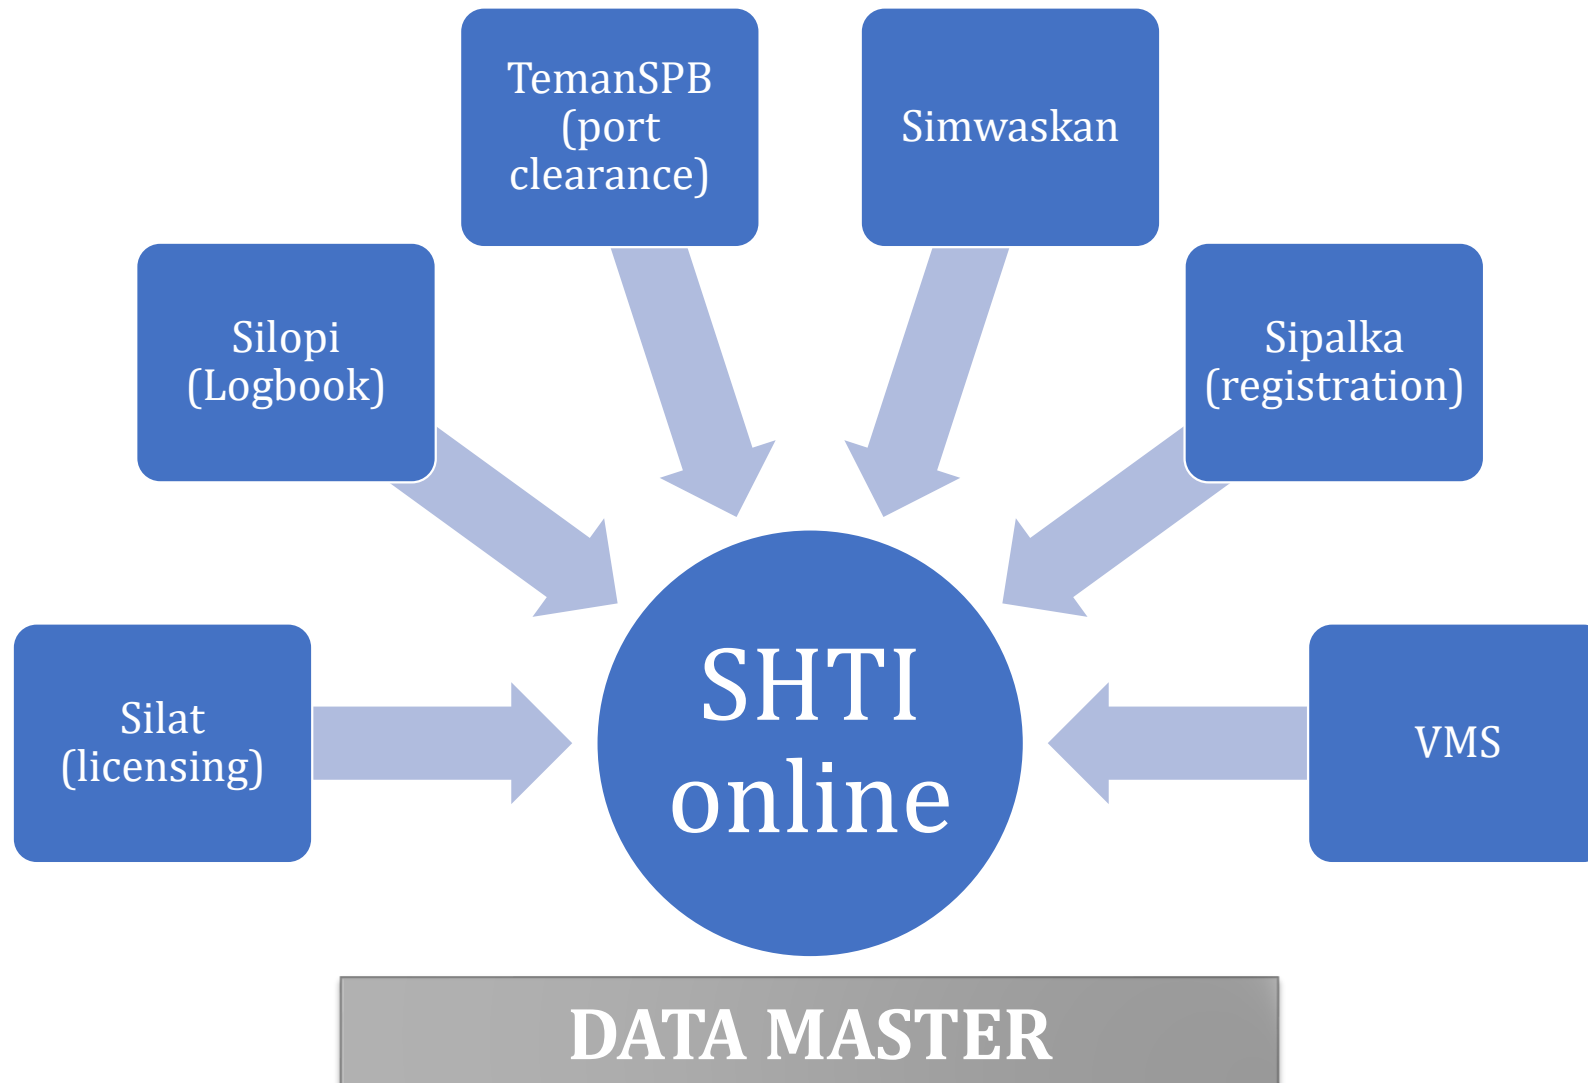 TemanSPB
(port
clearance)
Simwaskan
Silopi
(Logbook)
Sipalka
(registration)
Silat
(licensing)
SHTI
online
VMS
DATA MASTER